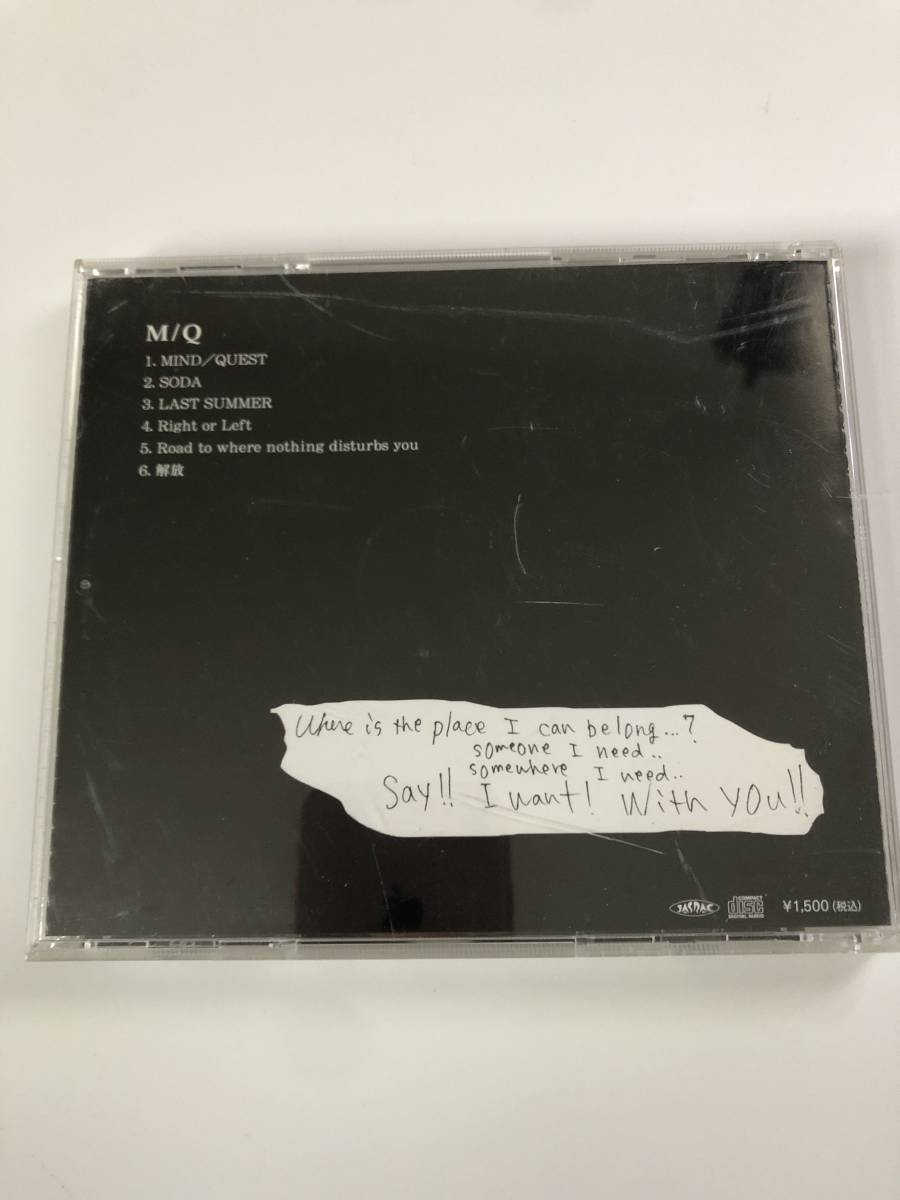 M/Q
1. MIND／QUEST
2. SODA
3. LAST SUMMER
4. Right or Left
5. Road to where nothing disturbs you
6. 解放
Where is the place I can belong...?
someone I need..
somewhere I need..
Say!! I want! With you!!
JASRAC COMPACT disc DIGITAL AUDIO ¥1,500(税込)